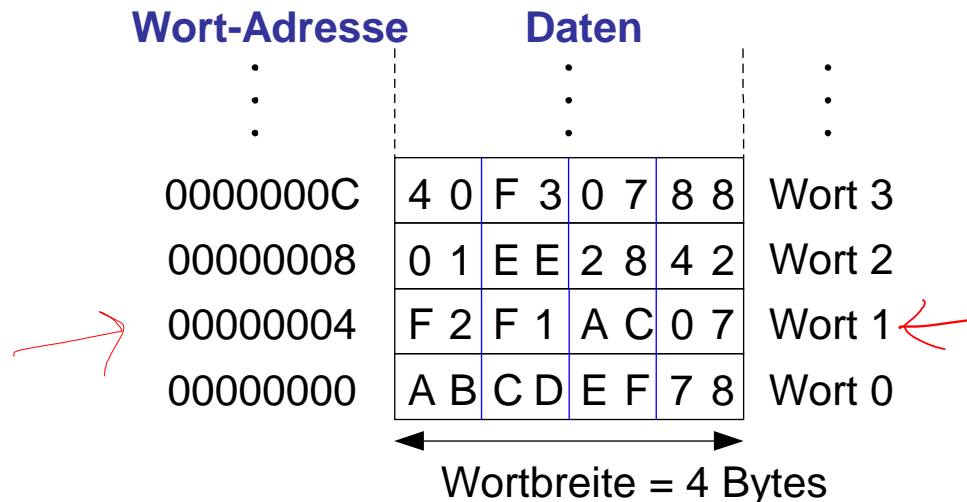 Wort-Adresse Daten
0000000C 4 0 F 3 0 7 8 8 Wort 3
00000008 0 1 E E 2 8 4 2 Wort 2
00000004 F 2 F 1 A C 0 7 Wort 1
00000000 A B C D E F 7 8 Wort 0
Wortbreite = 4 Bytes